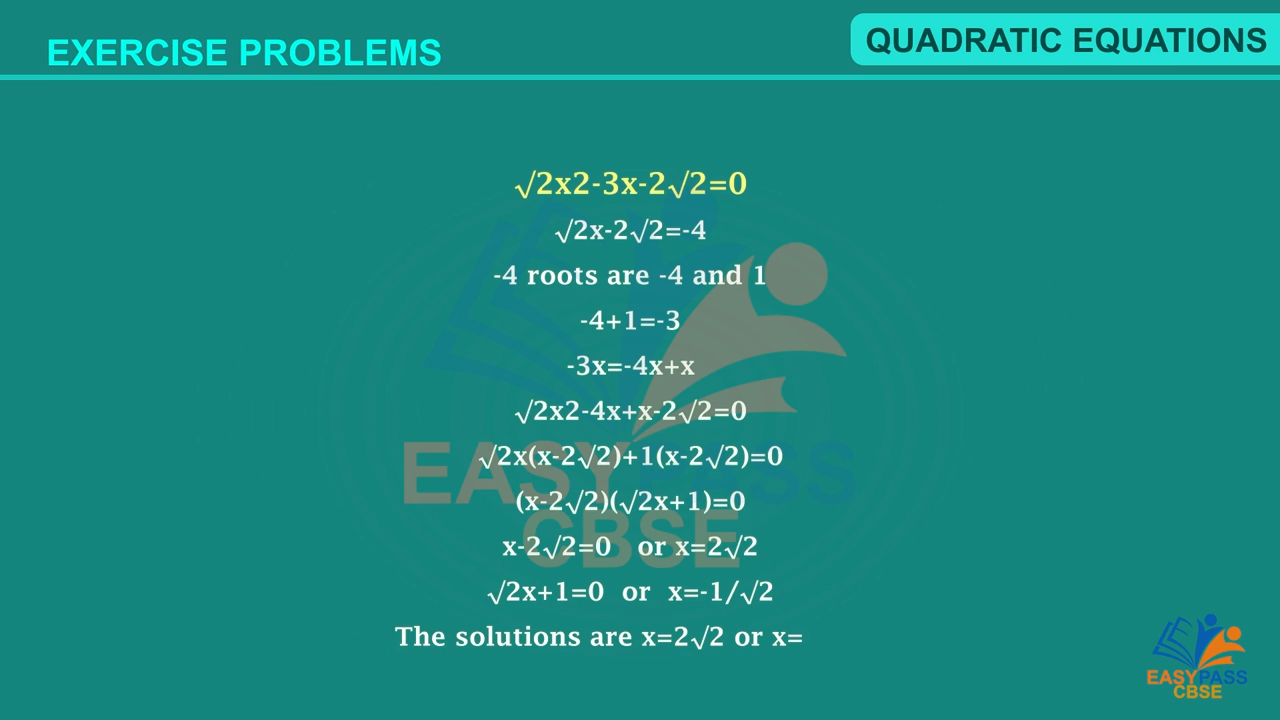 EXERCISE PROBLEMS
QUADRATIC EQUATIONS
√2x2-3x-2√2=0
√2x-2√2=-4
-4 roots are -4 and 1
-4+1=-3
-3x=-4x+x
√2x2-4x+x-2√2=0
√2x(x-2√2)+1(x-2√2)=0
(x-2√2)(√2x+1)=0
x-2√2=0 or x=2√2
√2x+1=0 or x=-1/√2
The solutions are x=2√2 or x=
EASYPASS
CBSE
EASYPASS
CBSE